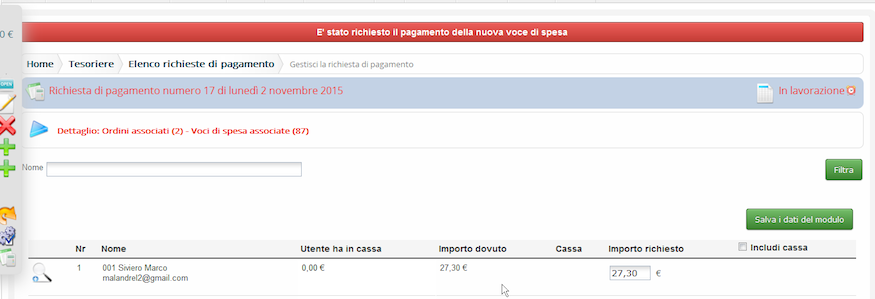 E' stato richiesto il pagamento della nuova voce di spesa
0 €
Home Tesoriere Elenco richieste di pagamento Gestisci la richiesta di pagamento
OPEN
Richiesta di pagamento numero 17 di lunedì 2 novembre 2015 In lavorazione
Dettaglio: Ordini associati (2) - Voci di spesa associate (87)
Nome Filtra
Salva i dati del modulo
Nr Nome Utente ha in cassa Importo dovuto Cassa Importo richiesto Includi cassa
1 001 Siviero Marco 0,00 € 27,30 € 27,30 €
malandrel2@gmail.com